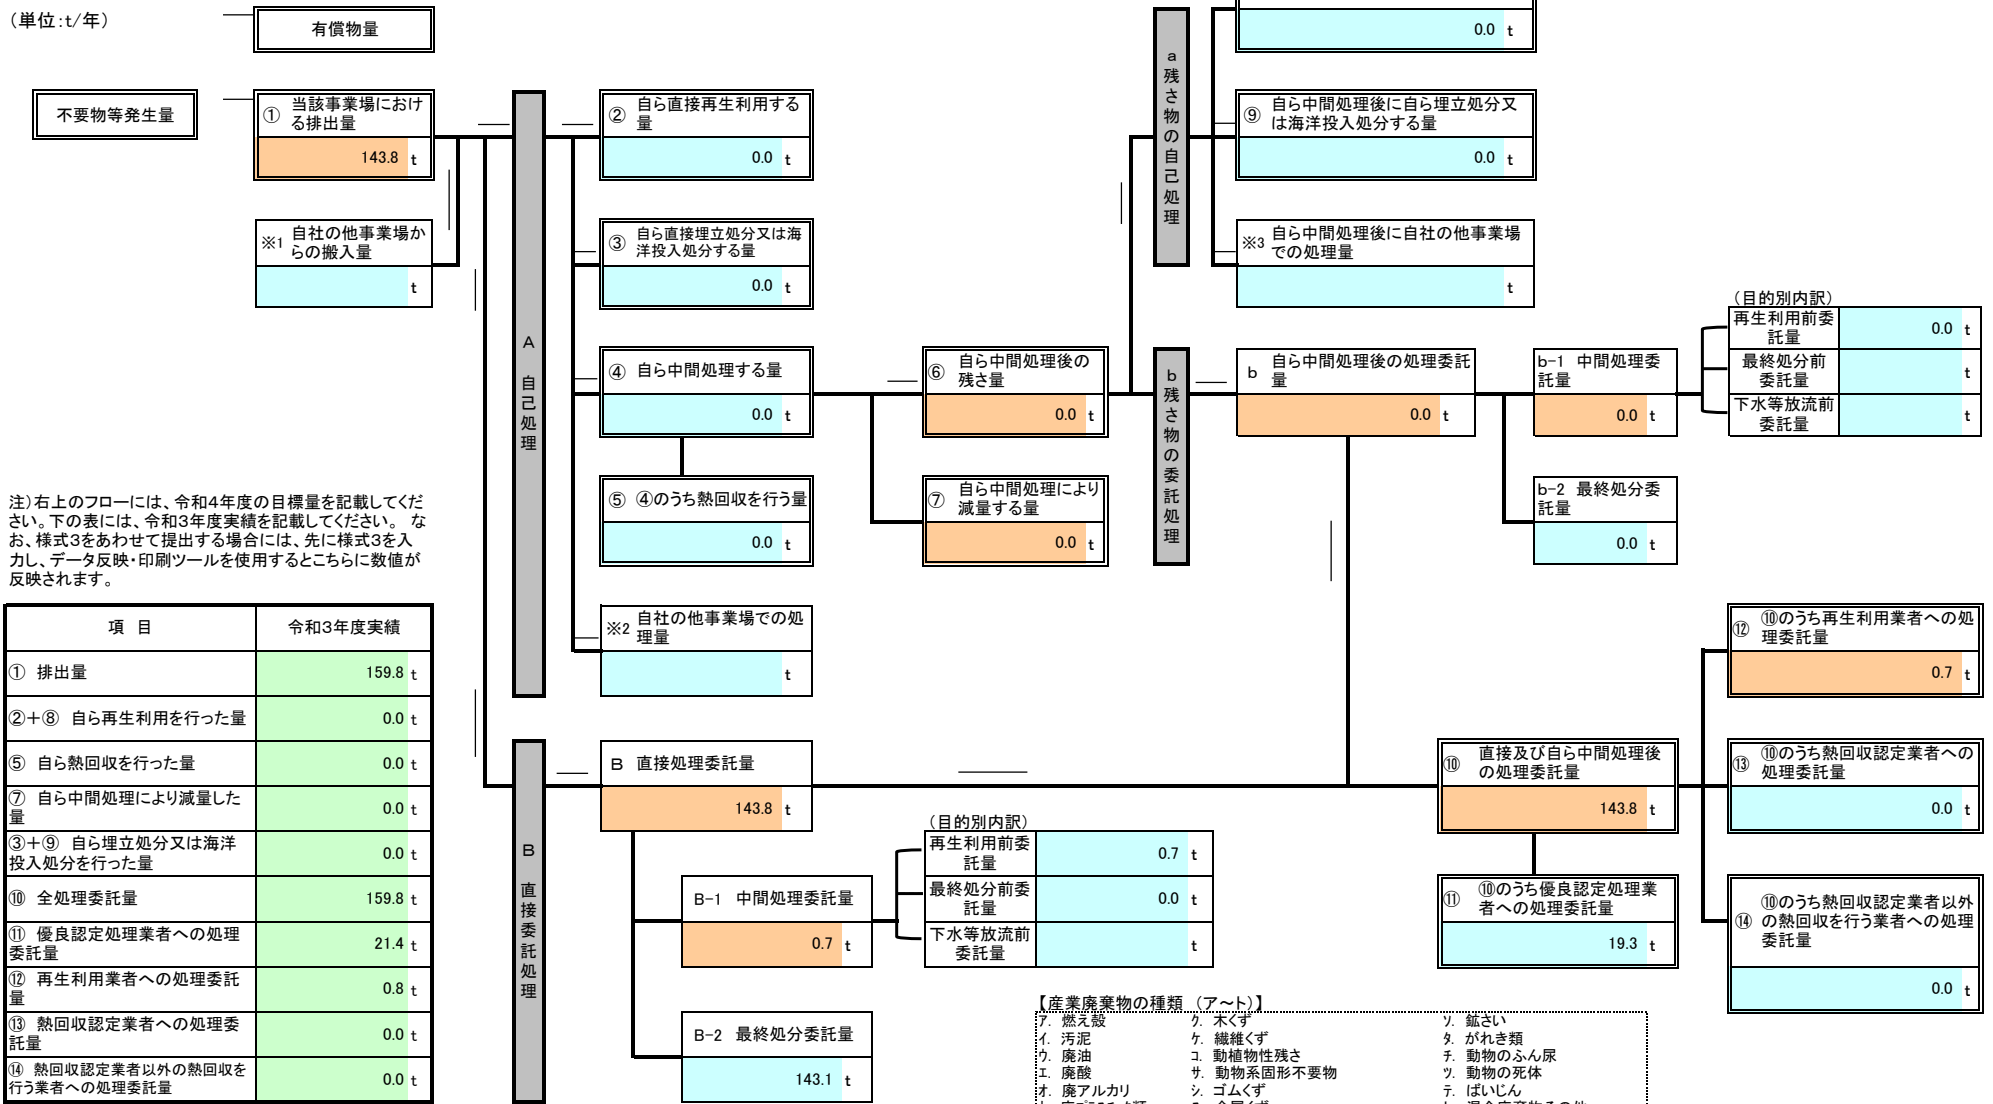 （単位:t/年）
有償物量
0.0 t
不要物等発生量
① 当該事業場におけ
る排出量
143.8 t
※1 自社の他事業場か
らの搬入量
t
A 自己処理
② 自ら直接再生利用する
量
0.0 t
③ 自ら直接埋立処分又は海
洋投入処分する量
0.0 t
④ 自ら中間処理する量
0.0 t
⑤ ④のうち熱回収を行う量
0.0 t
※2 自社の他事業場での処
理量
t
⑥ 自ら中間処理後の
残さ量
0.0 t
⑦ 自ら中間処理により
減量する量
0.0 t
a 残さ物の自己処理
⑨ 自ら中間処理後に自ら埋立処分又
は海洋投入処分する量
0.0 t
※3 自ら中間処理後に自社の他事業場
での処理量
t
b 残さ物の委託処理
b 自ら中間処理後の処理委託
量
0.0 t
b-1 中間処理委
託量
0.0 t
b-2 最終処分委
託量
0.0 t
（目的別内訳）
再生利用前委
託量
0.0 t
最終処分前
委託量
t
下水等放流前
委託量
t
注）右上のフローには、令和４年度の目標量を記載してくだ
さい。下の表には、令和３年度実績を記載してください。 な
お、様式３をあわせて提出する場合には、先に様式３を入
力し、データ反映・印刷ツールを使用するとこちらに数値が
反映されます。
項 目 令和３年度実績
① 排出量 159.8 t
②＋⑧ 自ら再生利用を行った量 0.0 t
⑤ 自ら熱回収を行った量 0.0 t
⑦ 自ら中間処理により減量した
量 0.0 t
③＋⑨ 自ら埋立処分又は海洋
投入処分を行った量 0.0 t
⑩ 全処理委託量 159.8 t
⑪ 優良認定処理業者への処理
委託量 21.4 t
⑫ 再生利用業者への処理委託
量 0.8 t
⑬ 熱回収認定業者への処理委
託量 0.0 t
⑭ 熱回収認定業者以外の熱回収を
行う業者への処理委託量 0.0 t
B 直接委託処理
B 直接処理委託量
143.8 t
B-1 中間処理委託量
0.7 t
B-2 最終処分委託量
143.1 t
（目的別内訳）
再生利用前委
託量
0.7 t
最終処分前委
託量
0.0 t
下水等放流前
委託量
t
⑩ 直接及び自ら中間処理後
の処理委託量
143.8 t
⑪ ⑩のうち優良認定処理業
者への処理委託量
19.3 t
⑫ ⑩のうち再生利用業者への処
理委託量
0.7 t
⑬ ⑩のうち熱回収認定業者への
処理委託量
0.0 t
⑭ ⑩のうち熱回収認定業者以外
の熱回収を行う業者への処理
委託量
0.0 t
【産業廃棄物の種類 （ア～ト）】
ｱ. 燃え殻 ｸ. 木くず ｿ. 鉱さい
ｲ. 汚泥 ｹ. 繊維くず ﾀ. がれき類
ｳ. 廃油 ｺ. 動植物性残さ ﾁ. 動物のふん尿
ｴ. 廃酸 ｻ. 動物系固形不要物 ﾂ. 動物の死体
ｵ. 廃アルカリ ｼ. ゴムくず ﾃ. ばいじん